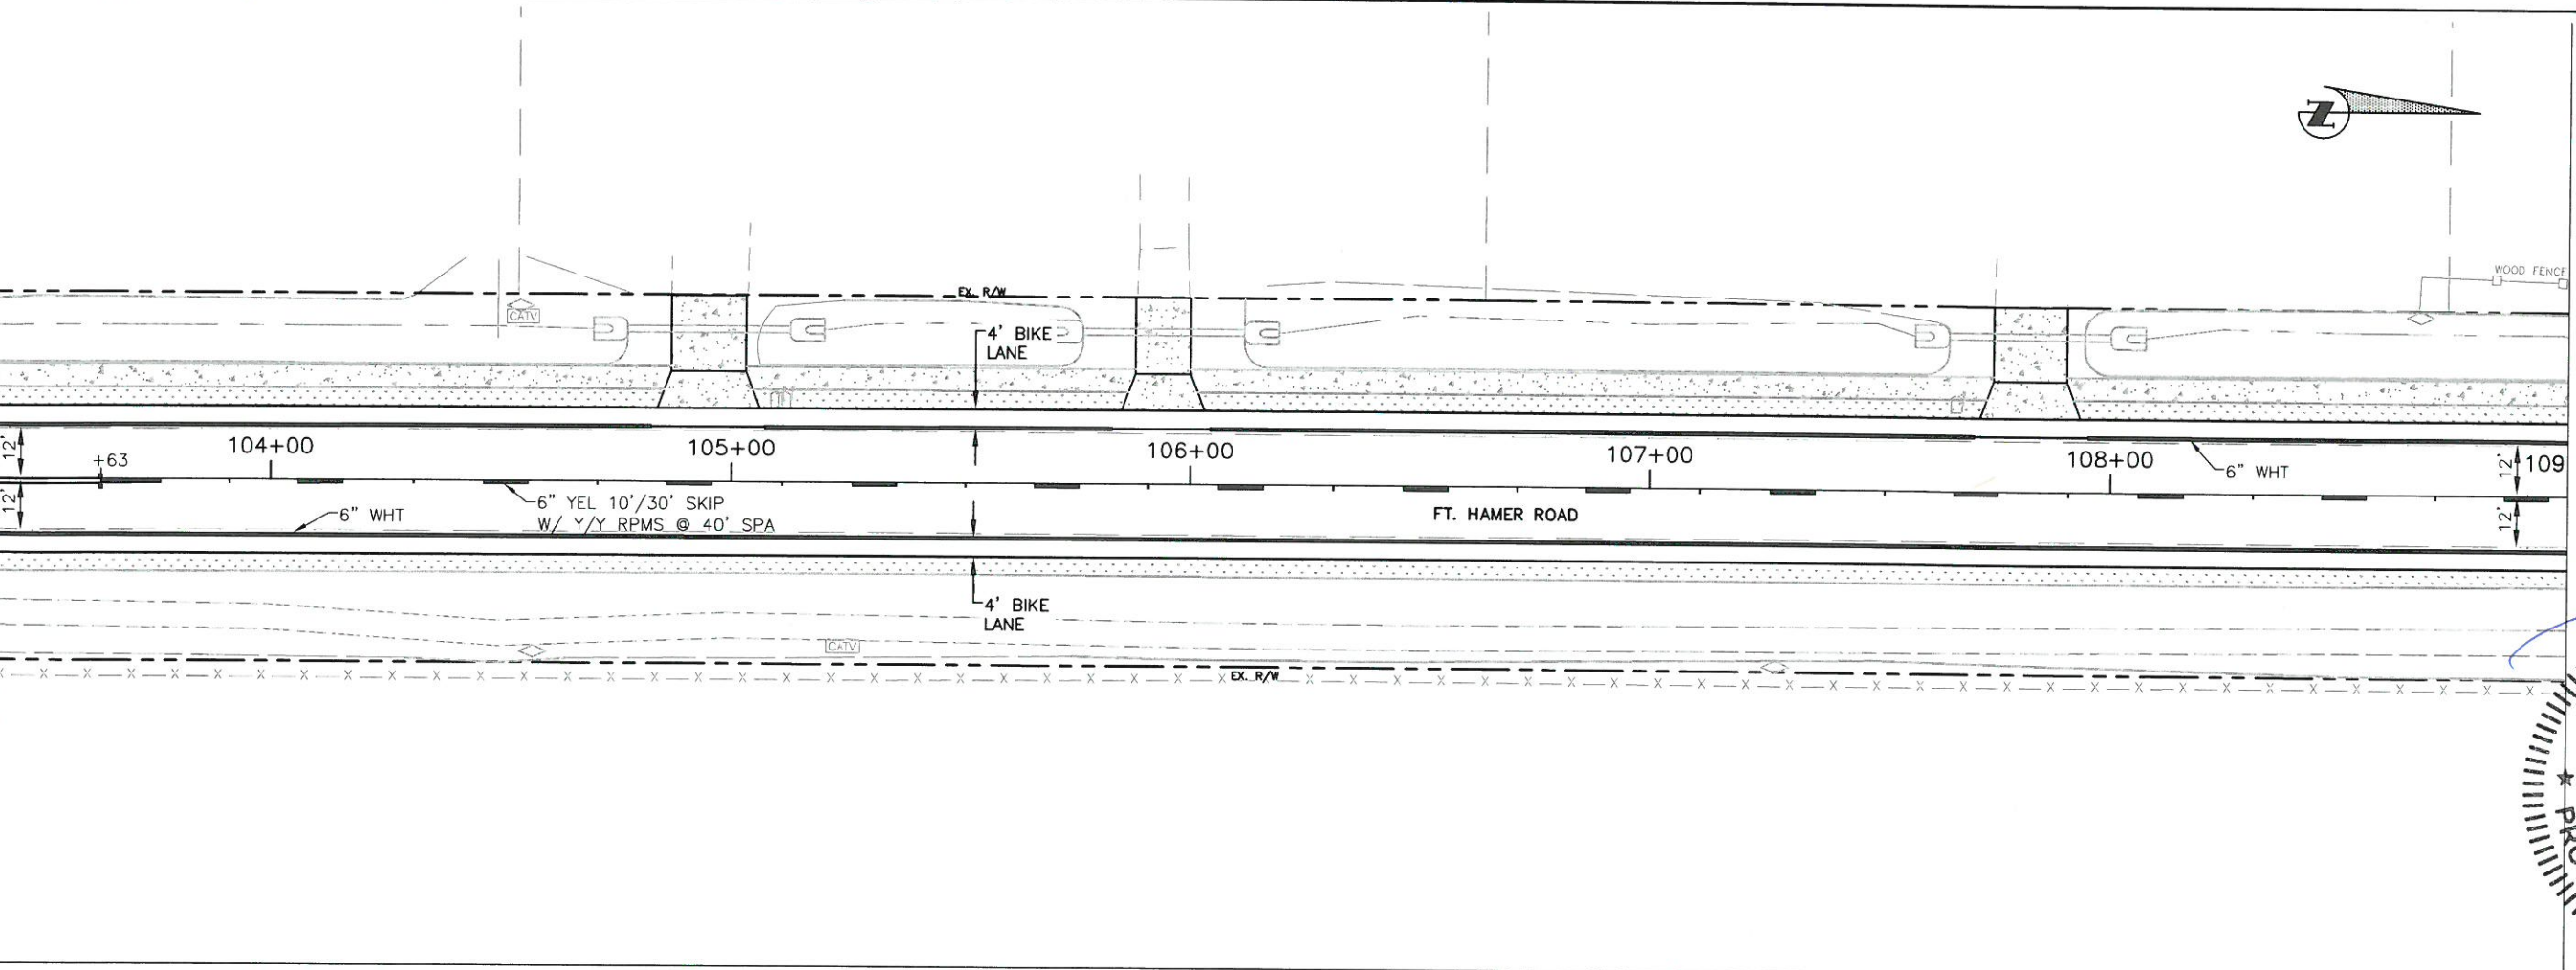 N
WOOD FENCE
EX. R/W
CATV
4' BIKE
LANE
12'
104+00
105+00
106+00
107+00
108+00
109
+63
12'
12'
6" WHT
12'
6" WHT
6" YEL 10'/30' SKIP
W/ Y/Y RPMS @ 40' SPA
FT. HAMER ROAD
4' BIKE
LANE
CATV
EX. R/W